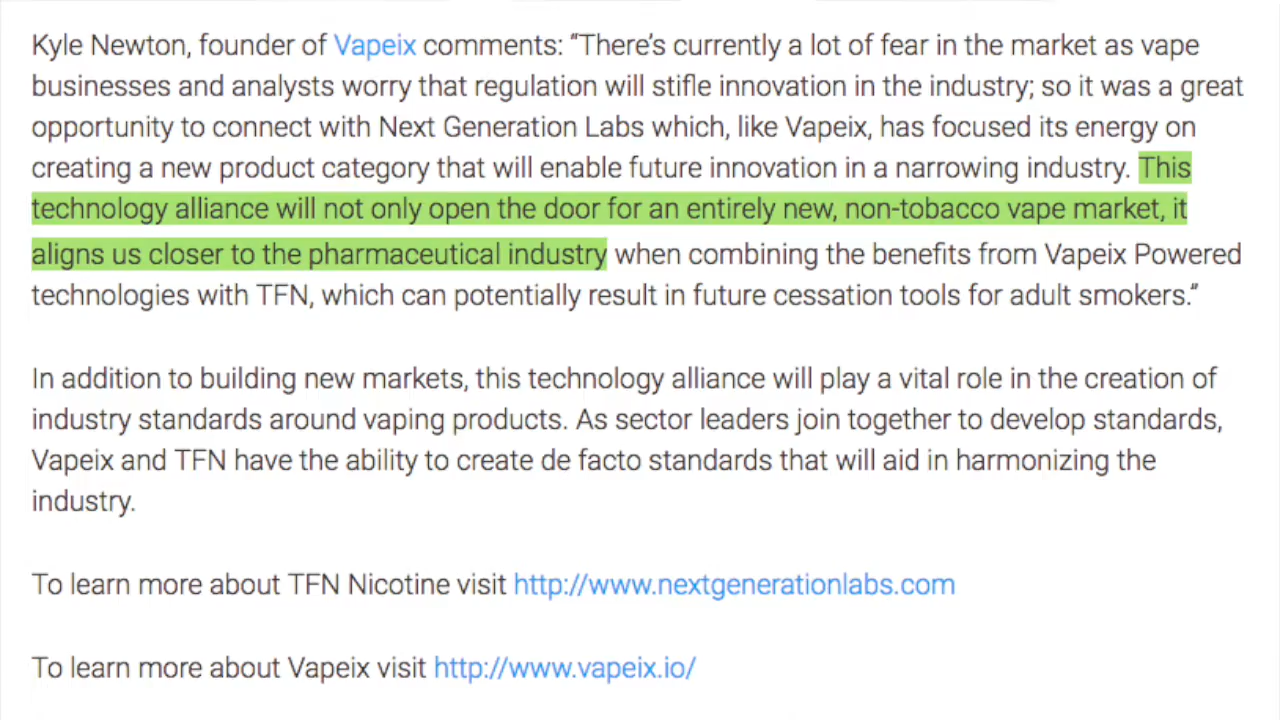 Kyle Newton, founder of Vapeix comments: “There’s currently a lot of fear in the market as vape
businesses and analysts worry that regulation will stifle innovation in the industry; so it was a great
opportunity to connect with Next Generation Labs which, like Vapeix, has focused its energy on
creating a new product category that will enable future innovation in a narrowing industry. This
technology alliance will not only open the door for an entirely new, non-tobacco vape market, it
aligns us closer to the pharmaceutical industry when combining the benefits from Vapeix Powered
technologies with TFN, which can potentially result in future cessation tools for adult smokers.”
In addition to building new markets, this technology alliance will play a vital role in the creation of
industry standards around vaping products. As sector leaders join together to develop standards,
Vapeix and TFN have the ability to create de facto standards that will aid in harmonizing the
industry.
To learn more about TFN Nicotine visit http://www.nextgenerationlabs.com
To learn more about Vapeix visit http://www.vapeix.io/